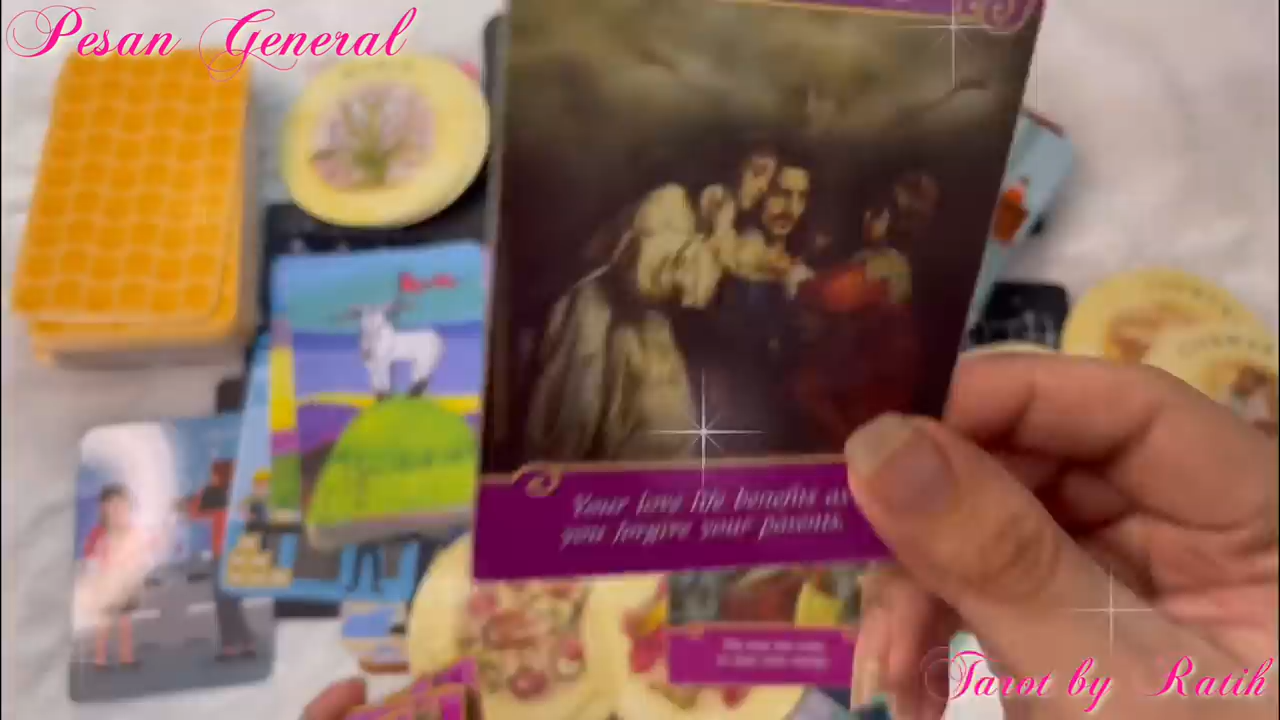 Pesan General
Your love life benefits as
you forgive your parents.
Tarot by Ratih